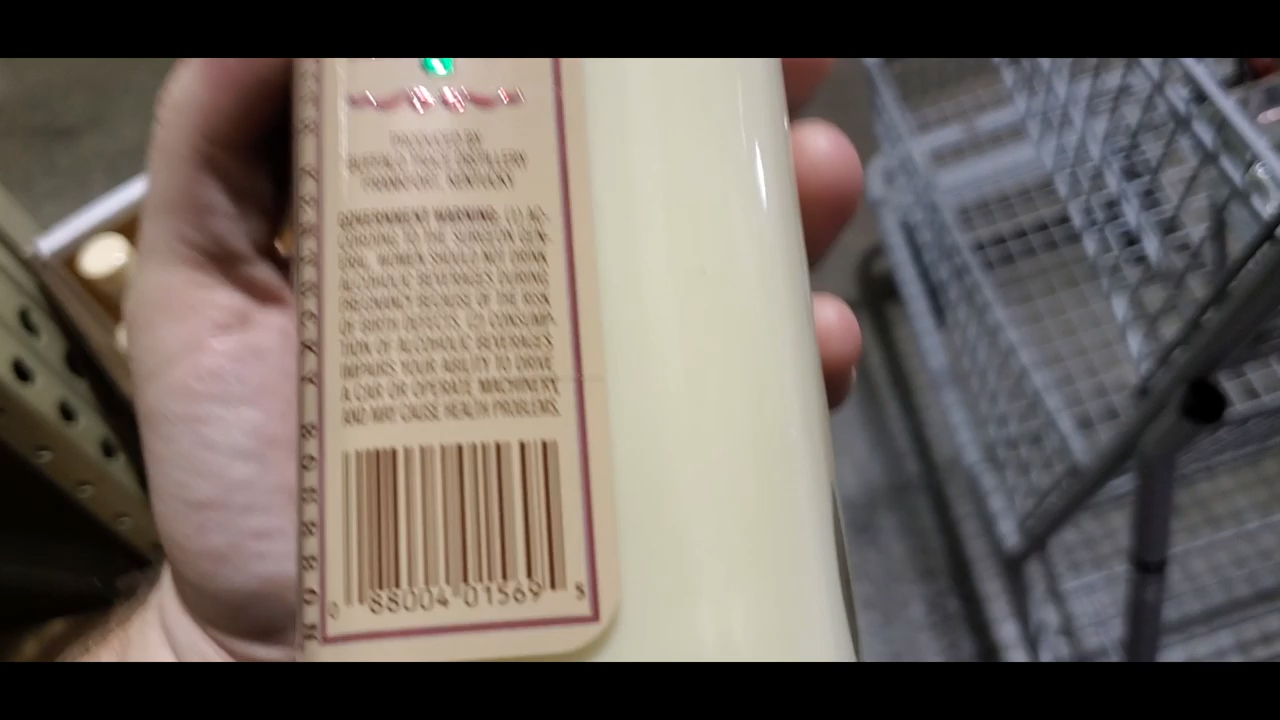 PRODUCED BY
BUFFALO TRACE DISTILLERY
FRANKFORT, KENTUCKY
GOVERNMENT WARNING: (1) AC-
CORDING TO THE SURGEON GEN-
ERAL, WOMEN SHOULD NOT DRINK
ALCOHOLIC BEVERAGES DURING
PREGNANCY BECAUSE OF THE RISK
OF BIRTH DEFECTS. (2) CONSUMP-
TION OF ALCOHOLIC BEVERAGES
IMPAIRS YOUR ABILITY TO DRIVE
A CAR OR OPERATE MACHINERY,
AND MAY CAUSE HEALTH PROBLEMS.
0 88004 01569 5